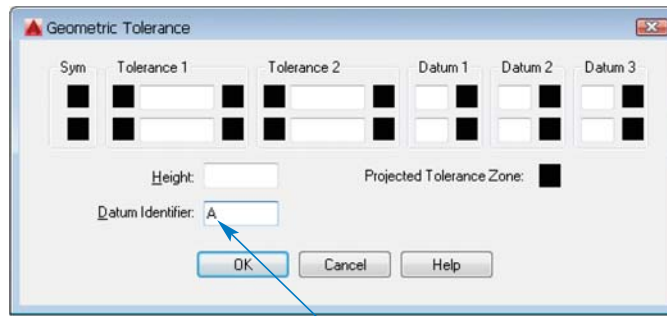 Geometric Tolerance
Sym Tolerance 1 Tolerance 2 Datum 1 Datum 2 Datum 3
Height: Projected Tolerance Zone:
Datum Identifier: A
OK Cancel Help